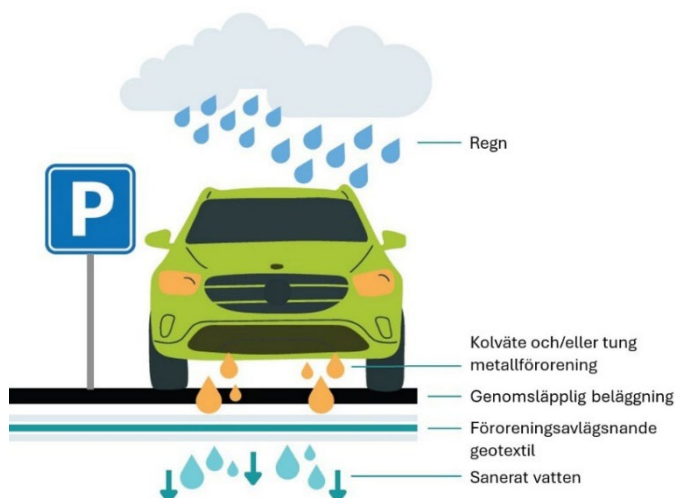 Regn
P
Kolväte och/eller tung
metallförorening
Genomsläpplig beläggning
Föroreningsavlägsnande
geotextil
Sanerat vatten